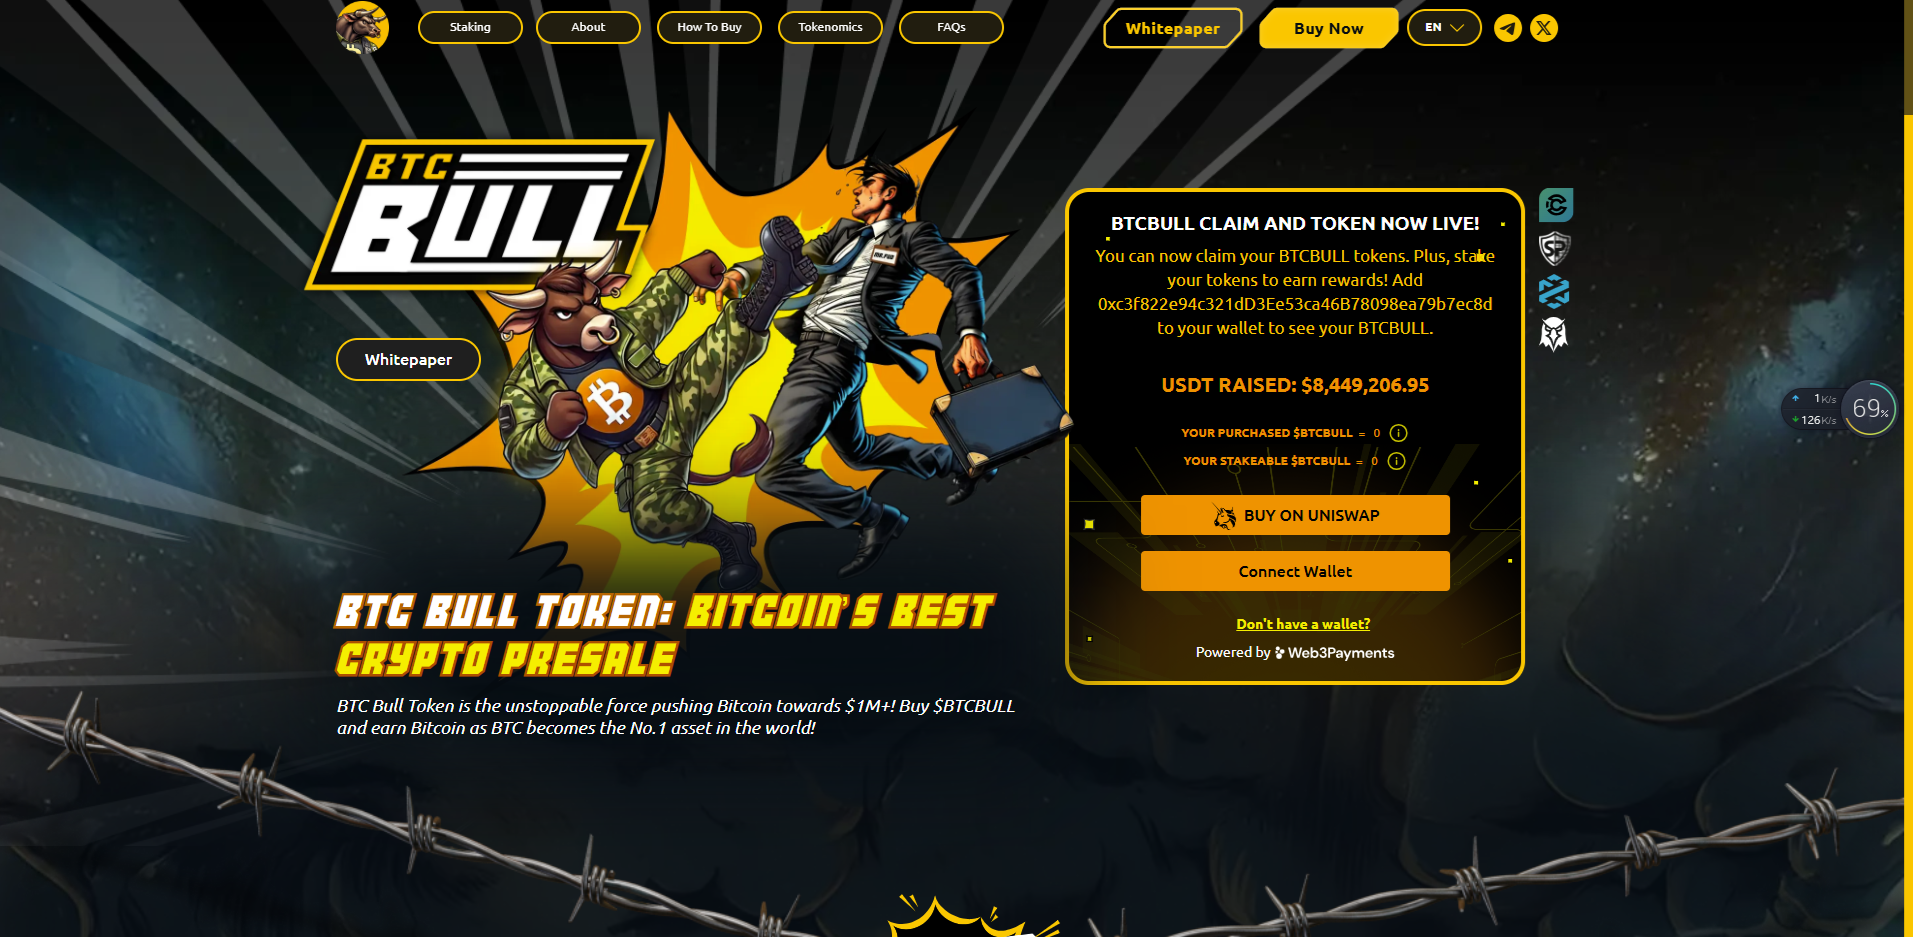 Staking
About
How To Buy
Tokenomics
FAQs
Whitepaper
Buy Now
EN
BTC
BULL
MR.FUD
Whitepaper
BTCBULL CLAIM AND TOKEN NOW LIVE!
You can now claim your BTCBULL tokens. Plus, stake
your tokens to earn rewards! Add
0xc3f822e94c321dD3Ee53ca46B78098ea79b7ec8d
to your wallet to see your BTCBULL.
USDT RAISED: $8,449,206.95
YOUR PURCHASED $BTCBULL = 0
YOUR STAKEABLE $BTCBULL = 0
BUY ON UNISWAP
Connect Wallet
Don't have a wallet?
Powered by Web3Payments
1K/s
126K/s
69%
BTC BULL TOKEN: BITCOIN'S BEST
CRYPTO PRESALE
BTC Bull Token is the unstoppable force pushing Bitcoin towards $1M+! Buy $BTCBULL
and earn Bitcoin as BTC becomes the No.1 asset in the world!